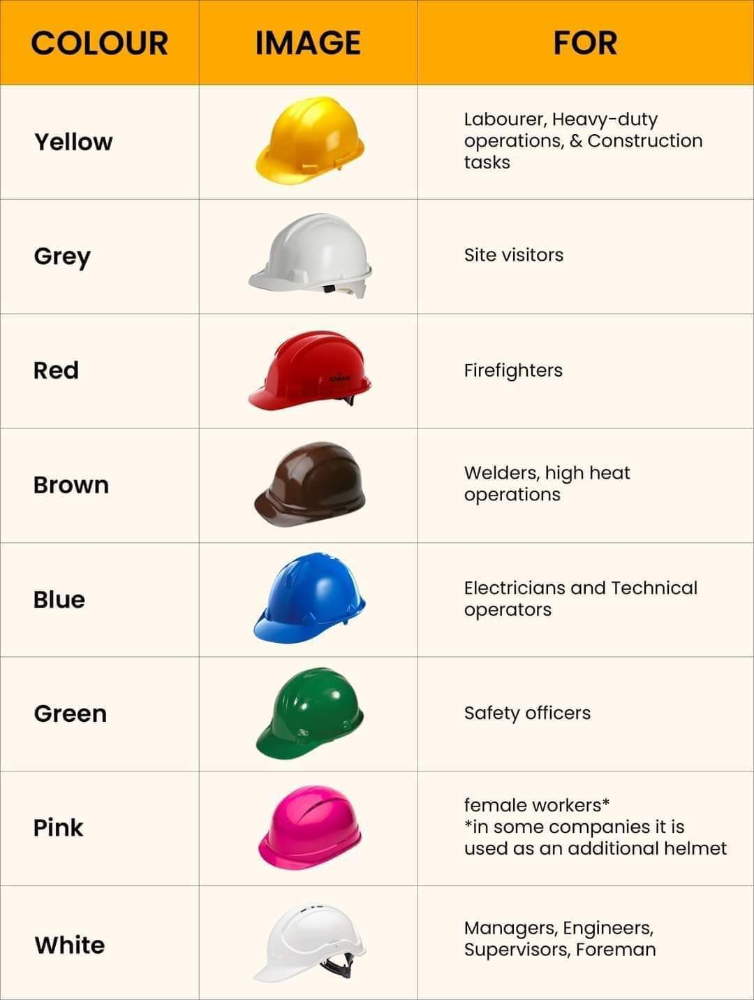 COLOUR IMAGE FOR
Yellow
Labourer, Heavy-duty
operations, & Construction
tasks
Grey
Site visitors
Red
Firefighters
Brown
Welders, high heat
operations
Blue
Electricians and Technical
operators
Green
Safety officers
Pink
female workers*
*in some companies it is
used as an additional helmet
White
Managers, Engineers,
Supervisors, Foreman